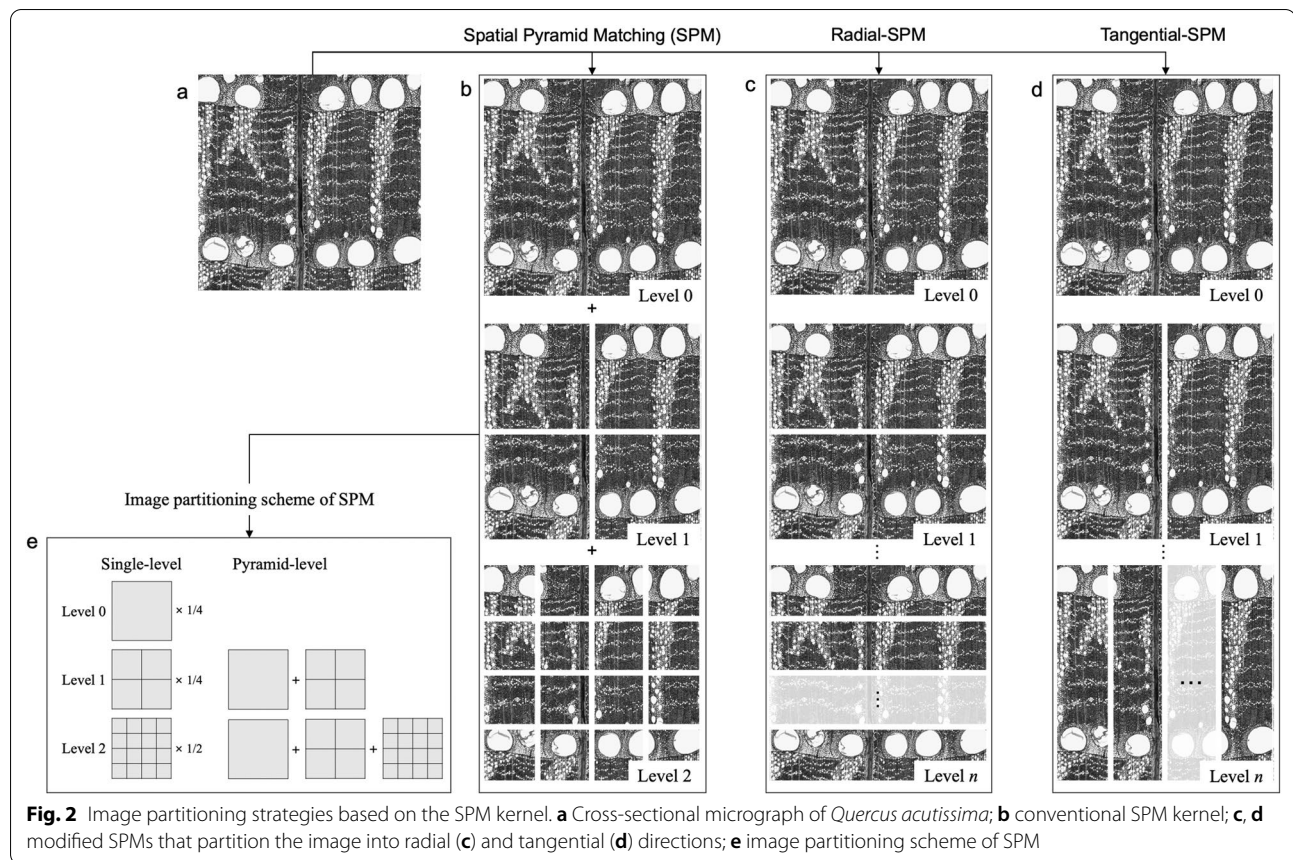 Spatial Pyramid Matching (SPM)
Radial-SPM
Tangential-SPM
a
b
c
d
Level 0
Level 0
Level 0
+
Level 1
Level 1
Level 1
+
⋮
⋮
Level 2
⋮
Level n
...
Level n
Image partitioning scheme of SPM
e
Single-level
Pyramid-level
Level 0
× 1/4
Level 1
× 1/4
+
Level 2
× 1/2
+
+
Fig. 2 Image partitioning strategies based on the SPM kernel. a Cross-sectional micrograph of Quercus acutissima; b conventional SPM kernel; c, d
modified SPMs that partition the image into radial (c) and tangential (d) directions; e image partitioning scheme of SPM